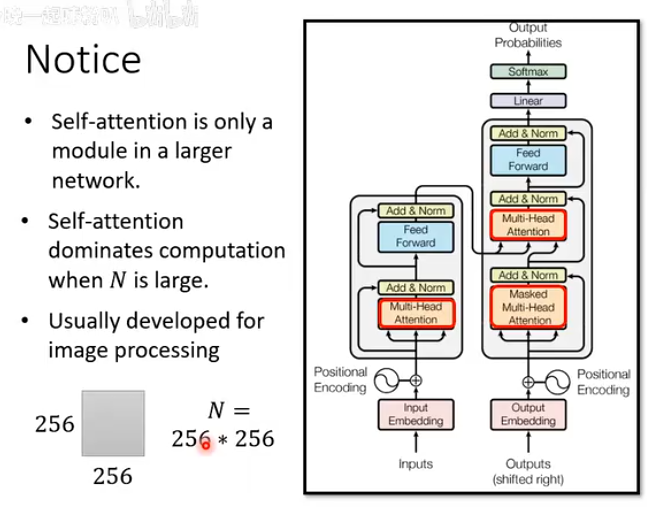 Notice
• Self-attention is only a
module in a larger
network.
• Self-attention
dominates computation
when N is large.
• Usually developed for
image processing
256
256
N =
256 * 256
Output
Probabilities
Softmax
Linear
Add & Norm
Feed
Forward
Add & Norm
Multi-Head
Attention
Add & Norm
Masked
Multi-Head
Attention
Add & Norm
Feed
Forward
Add & Norm
Multi-Head
Attention
Positional
Encoding
Positional
Encoding
Input
Embedding
Output
Embedding
Inputs
Outputs
(shifted right)